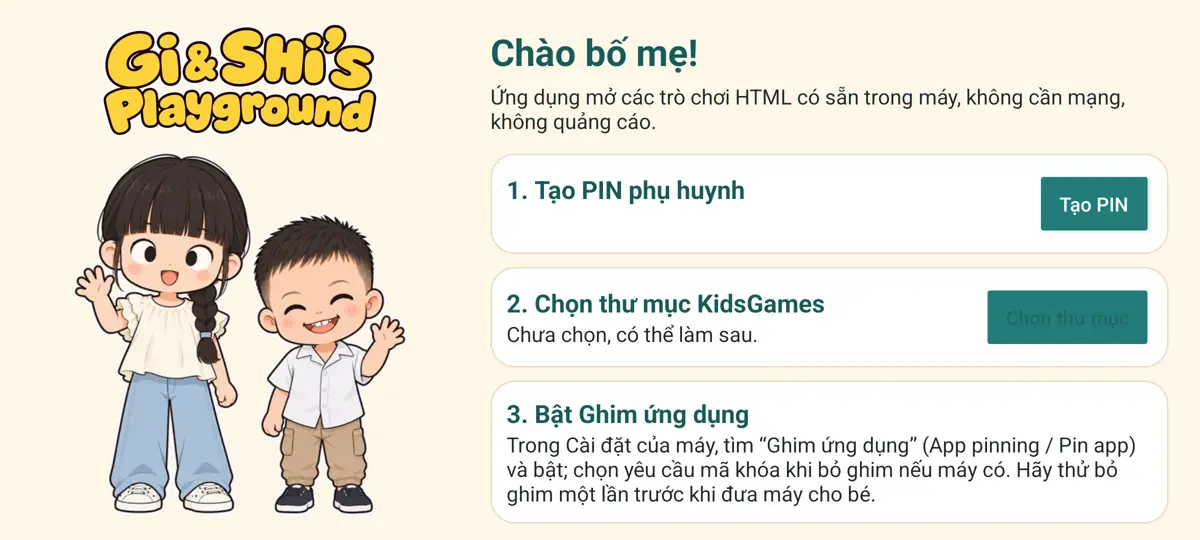 Gi & SHi's
Playground
Chào bố mẹ!
Ứng dụng mở các trò chơi HTML có sẵn trong máy, không cần mạng,
không quảng cáo.
1. Tạo PIN phụ huynh
Tạo PIN
2. Chọn thư mục KidsGames
Chưa chọn, có thể làm sau.
Chọn thư mục
3. Bật Ghim ứng dụng
Trong Cài đặt của máy, tìm “Ghim ứng dụng” (App pinning / Pin app)
và bật; chọn yêu cầu mã khóa khi bỏ ghim nếu máy có. Hãy thử bỏ
ghim một lần trước khi đưa máy cho bé.